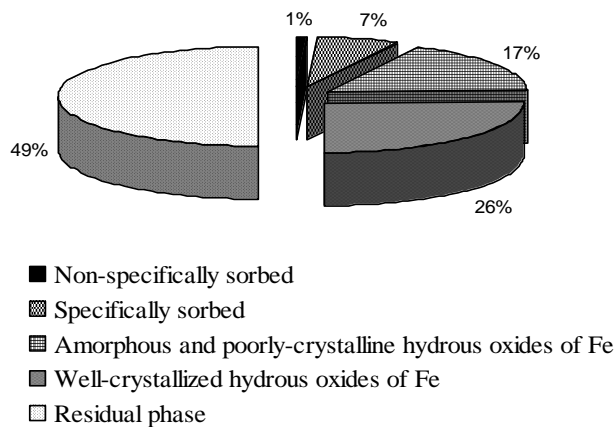 1%
7%
17%
49%
26%
Non-specifically sorbed
Specifically sorbed
Amorphous and poorly-crystalline hydrous oxides of Fe
Well-crystallized hydrous oxides of Fe
Residual phase